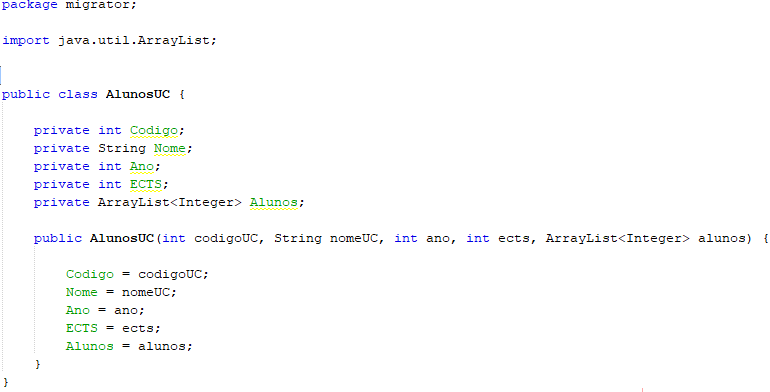 package migrator;
import java.util.ArrayList;
public class AlunosUC {
private int Codigo;
private String Nome;
private int Ano;
private int ECTS;
private ArrayList<Integer> Alunos;
public AlunosUC(int codigoUC, String nomeUC, int ano, int ects, ArrayList<Integer> alunos) {
Codigo = codigoUC;
Nome = nomeUC;
Ano = ano;
ECTS = ects;
Alunos = alunos;
}
}